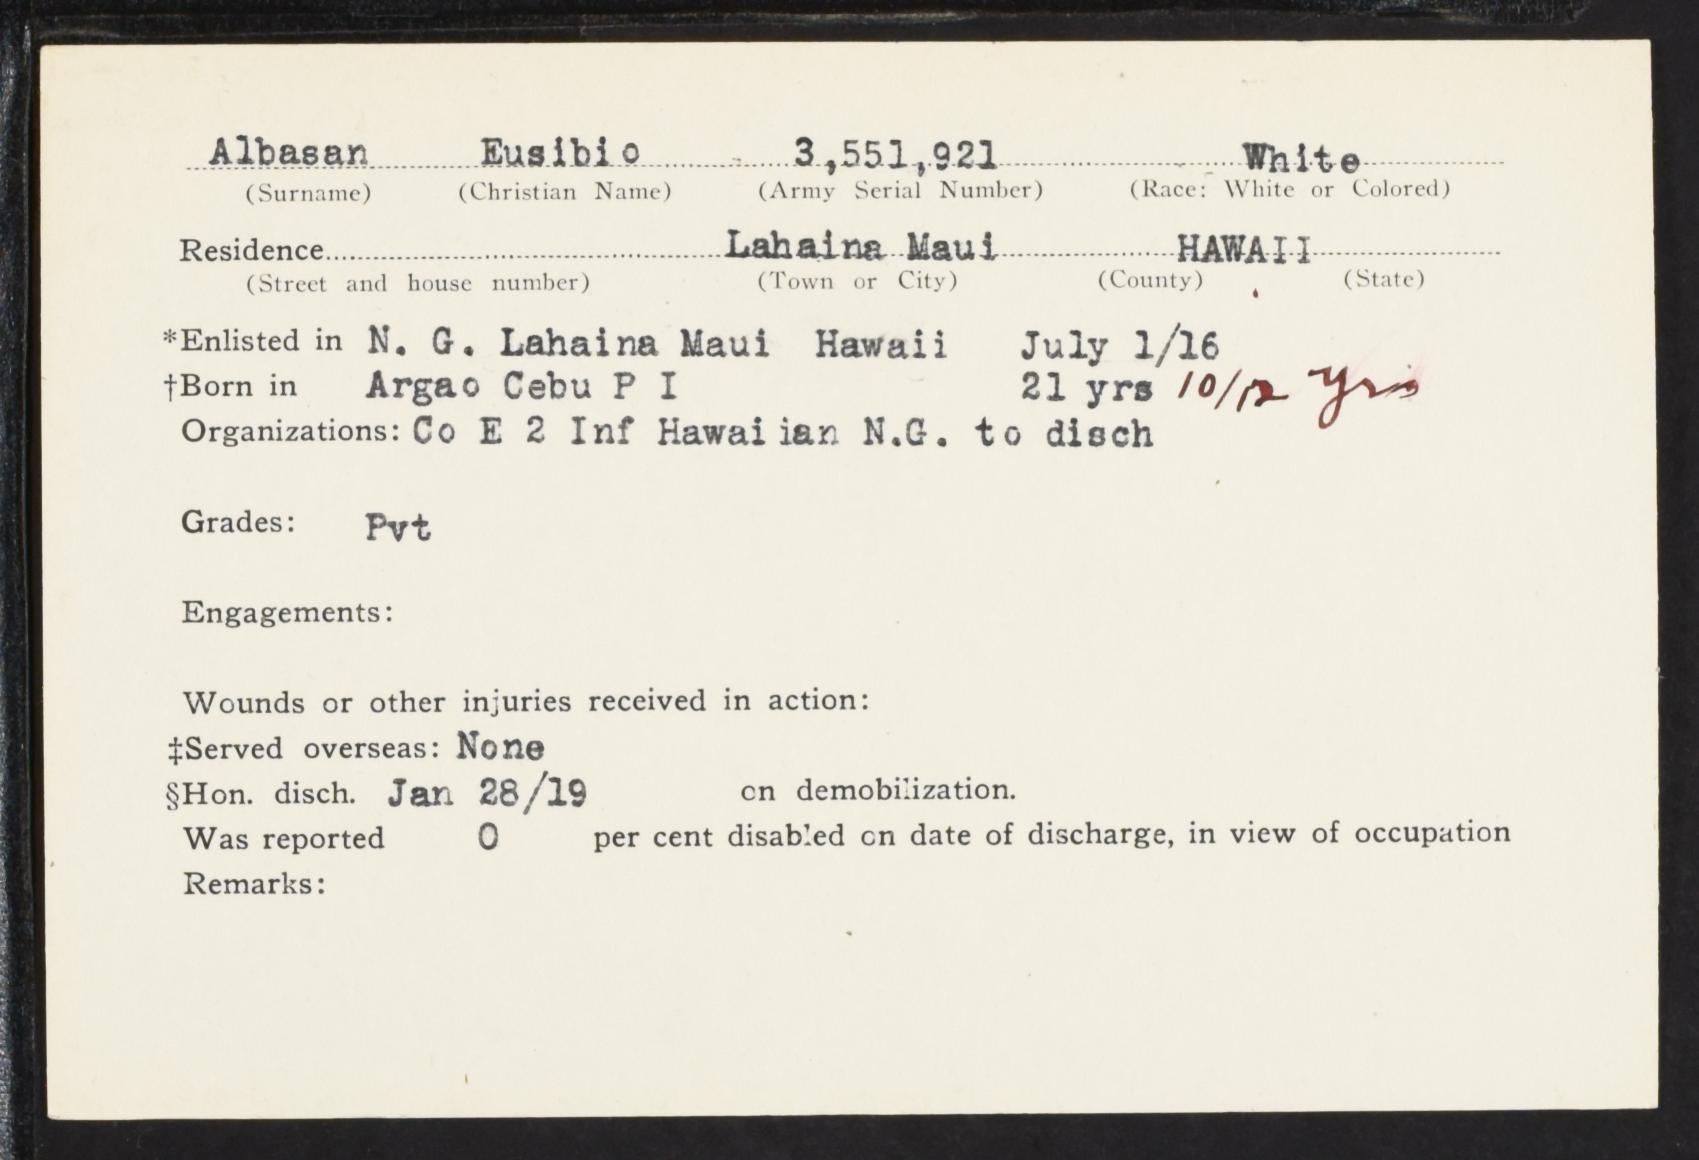 Albasan Eusibio 3,551,921 White
(Surname) (Christian Name) (Army Serial Number) (Race: White or Colored)
Residence Lahaina Maui HAWAII
(Street and house number) (Town or City) (County) (State)
*Enlisted in N. G. Lahaina Maui Hawaii July 1/16
†Born in Argao Cebu P I 21 yrs 10/12 yrs
Organizations: Co E 2 Inf Hawaiian N.G. to disch
Grades: Pvt
Engagements:
Wounds or other injuries received in action:
‡Served overseas: None
§Hon. disch. Jan 28/19 on demobilization.
Was reported 0 per cent disabled on date of discharge, in view of occupation
Remarks: